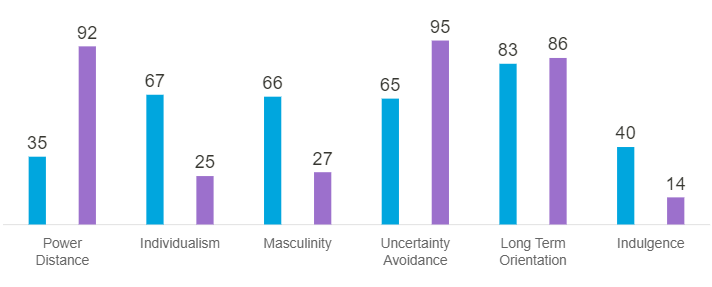 35
92
67
25
66
27
65
95
83
86
40
14
Power
Distance
Individualism
Masculinity
Uncertainty
Avoidance
Long Term
Orientation
Indulgence